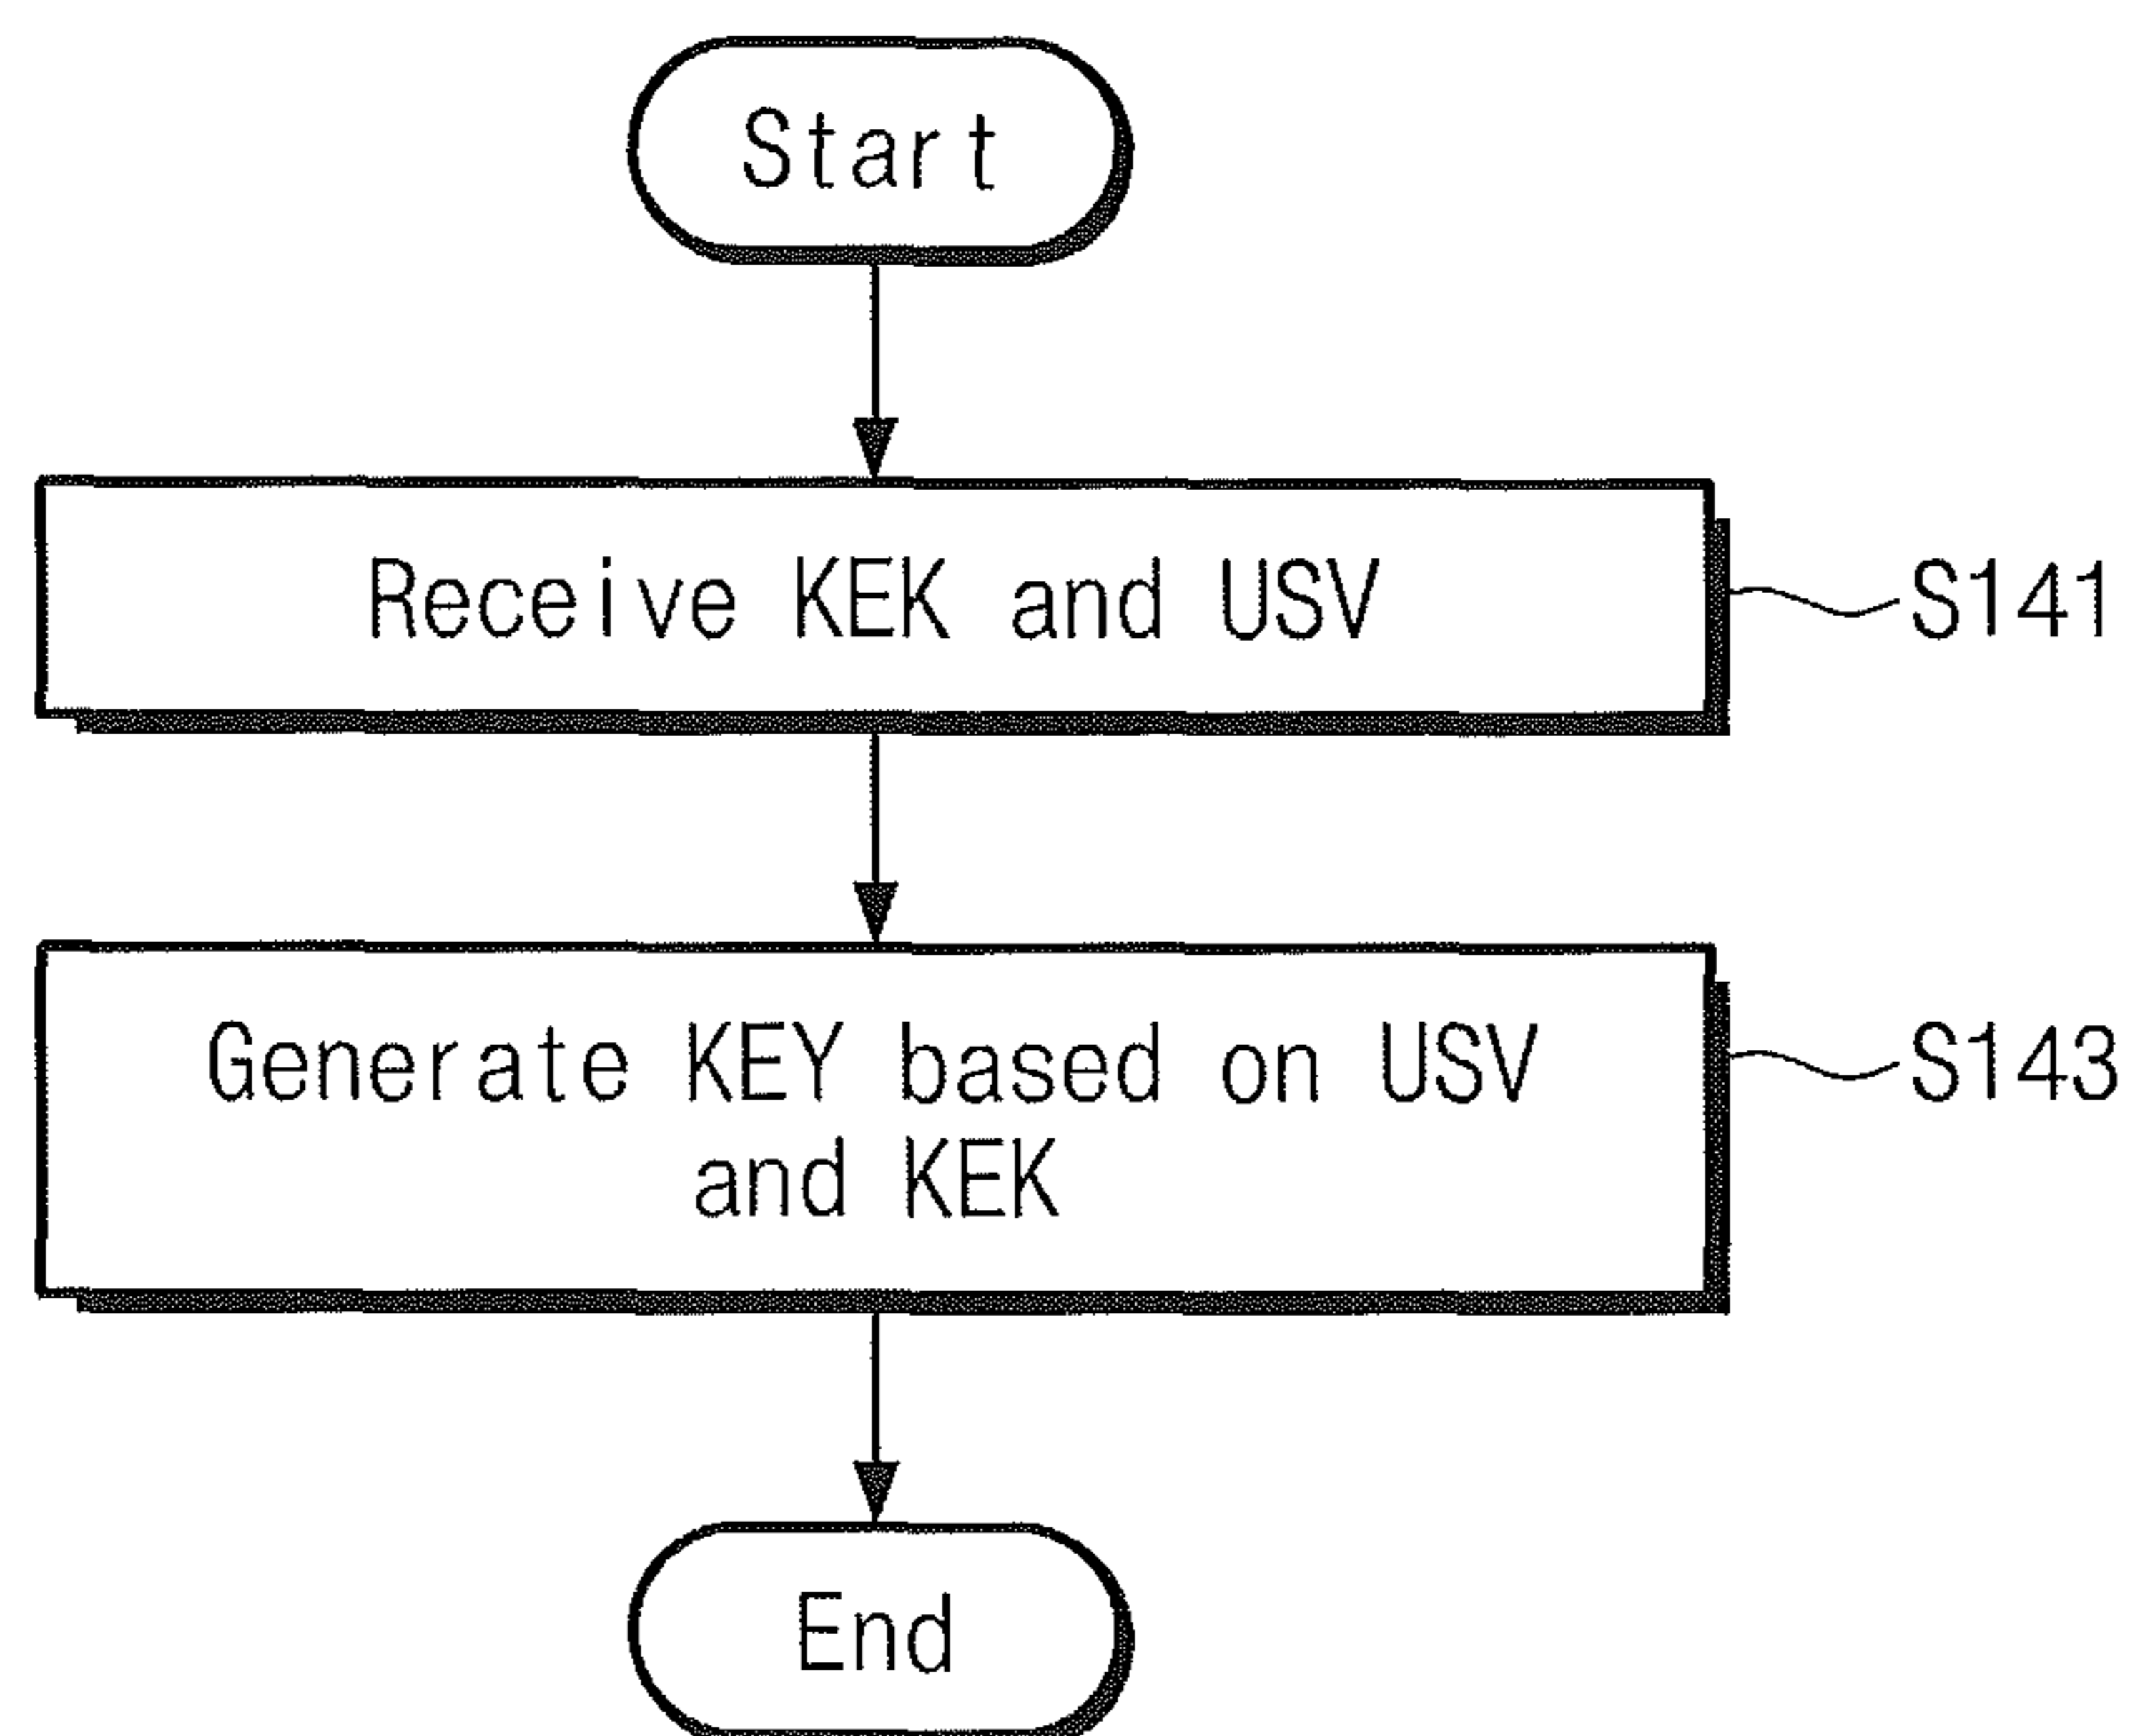 Start
Receive KEK and USV
S141
Generate KEY based on USV
and KEK
S143
End